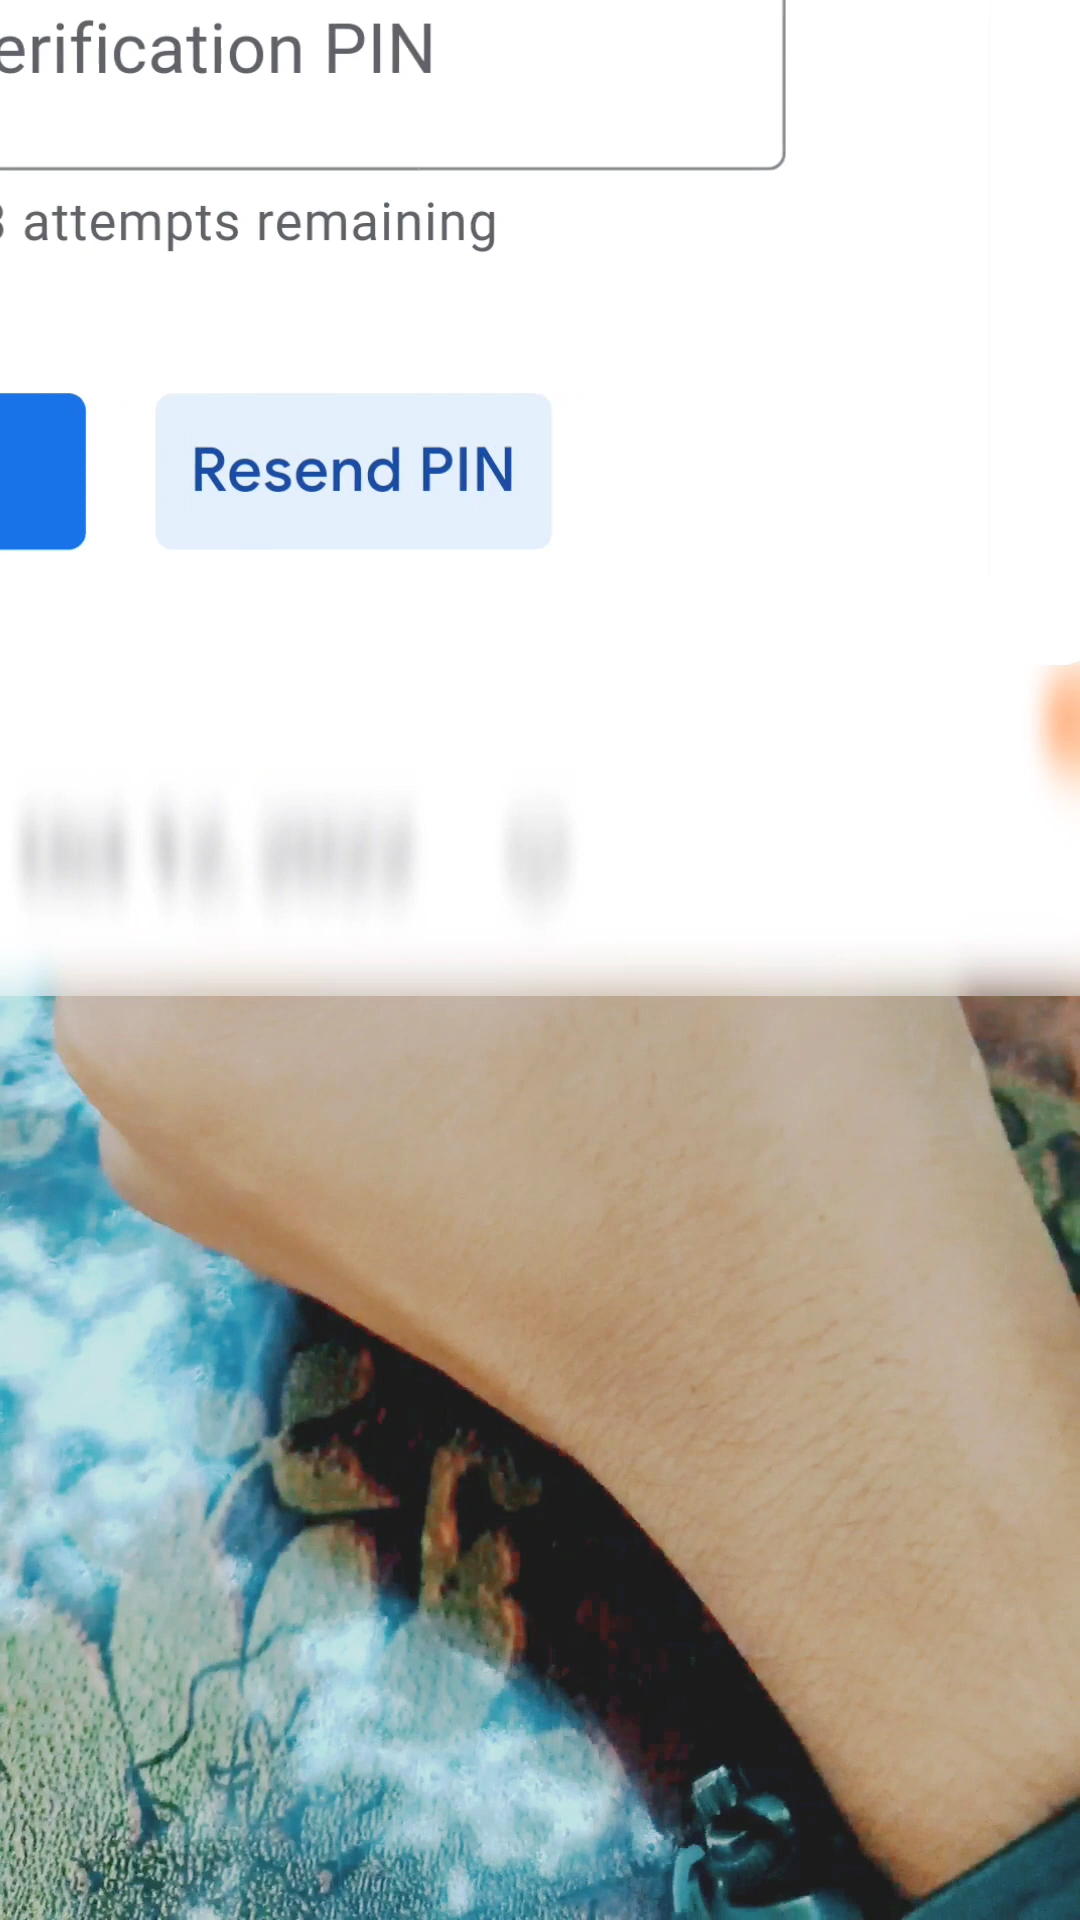 erification PIN
attempts remaining
Resend PIN